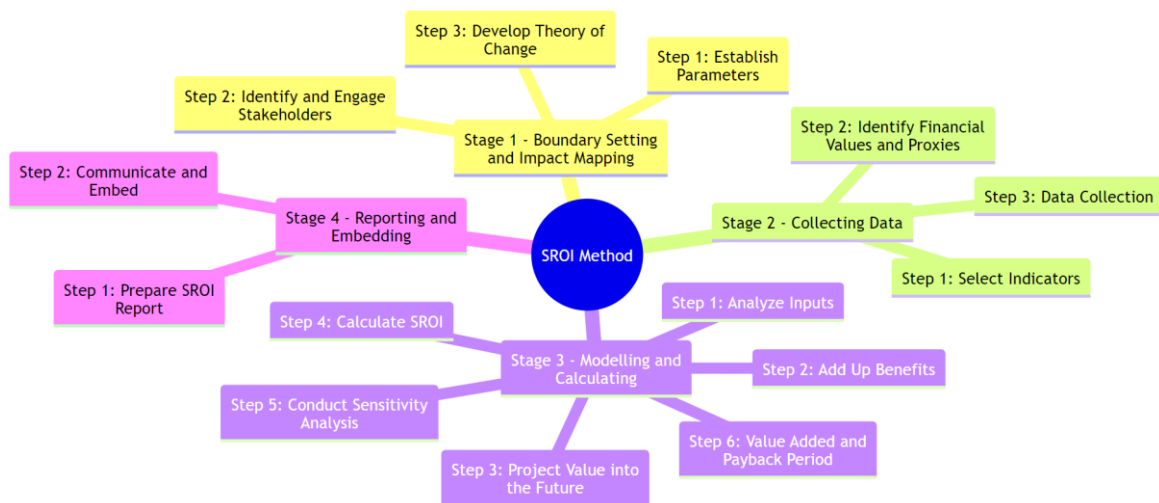 Step 3: Develop Theory of
Change
Step 1: Establish
Parameters
Step 2: Identify and Engage
Stakeholders
Stage 1 - Boundary Setting
and Impact Mapping
Step 2: Identify Financial
Values and Proxies
Step 2: Communicate and
Embed
Step 3: Data Collection
Stage 4 - Reporting and
Embedding
Stage 2 - Collecting Data
SROI Method
Step 1: Select Indicators
Step 1: Prepare SROI
Report
Step 1: Analyze Inputs
Step 4: Calculate SROI
Stage 3 - Modelling and
Calculating
Step 2: Add Up Benefits
Step 5: Conduct Sensitivity
Analysis
Step 6: Value Added and
Payback Period
Step 3: Project Value into
the Future